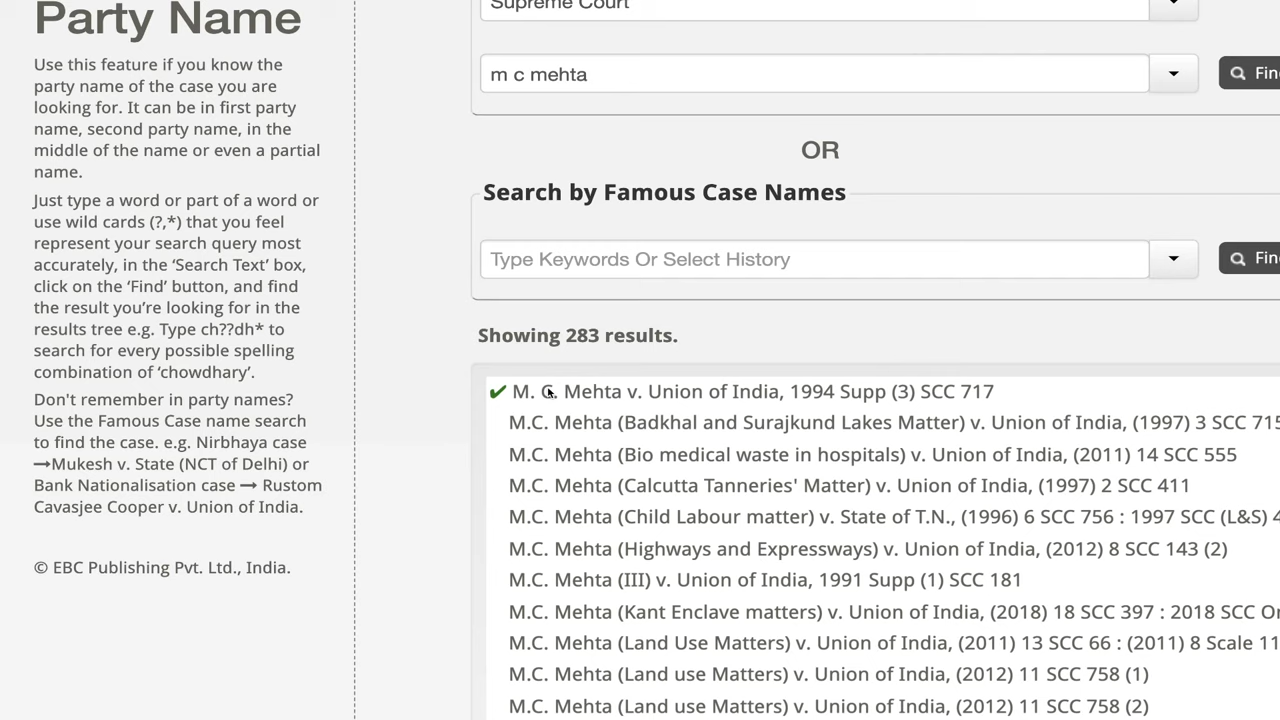 Party Name
Use this feature if you know the
party name of the case you are
looking for. It can be in first party
name, second party name, in the
middle of the name or even a partial
name.
Just type a word or part of a word or
use wild cards (?,*) that you feel
represent your search query most
accurately, in the ‘Search Text’ box,
click on the ‘Find’ button, and find
the result you’re looking for in the
results tree e.g. Type ch??dh* to
search for every possible spelling
combination of ‘chowdhary’.
Don't remember in party names?
Use the Famous Case name search
to find the case. e.g. Nirbhaya case
→Mukesh v. State (NCT of Delhi) or
Bank Nationalisation case → Rustom
Cavasjee Cooper v. Union of India.
© EBC Publishing Pvt. Ltd., India.
Supreme Court
m c mehta
OR
Search by Famous Case Names
Type Keywords Or Select History
Showing 283 results.
✔ M. C. Mehta v. Union of India, 1994 Supp (3) SCC 717
M.C. Mehta (Badkhal and Surajkund Lakes Matter) v. Union of India, (1997) 3 SCC 715
M.C. Mehta (Bio medical waste in hospitals) v. Union of India, (2011) 14 SCC 555
M.C. Mehta (Calcutta Tanneries' Matter) v. Union of India, (1997) 2 SCC 411
M.C. Mehta (Child Labour matter) v. State of T.N., (1996) 6 SCC 756 : 1997 SCC (L&S)
M.C. Mehta (Highways and Expressways) v. Union of India, (2012) 8 SCC 143 (2)
M.C. Mehta (III) v. Union of India, 1991 Supp (1) SCC 181
M.C. Mehta (Kant Enclave matters) v. Union of India, (2018) 18 SCC 397 : 2018 SCC
M.C. Mehta (Land Use Matters) v. Union of India, (2011) 13 SCC 66 : (2011) 8 Scale 11
M.C. Mehta (Land use Matters) v. Union of India, (2012) 11 SCC 758 (1)
M.C. Mehta (Land use Matters) v. Union of India, (2012) 11 SCC 758 (2)